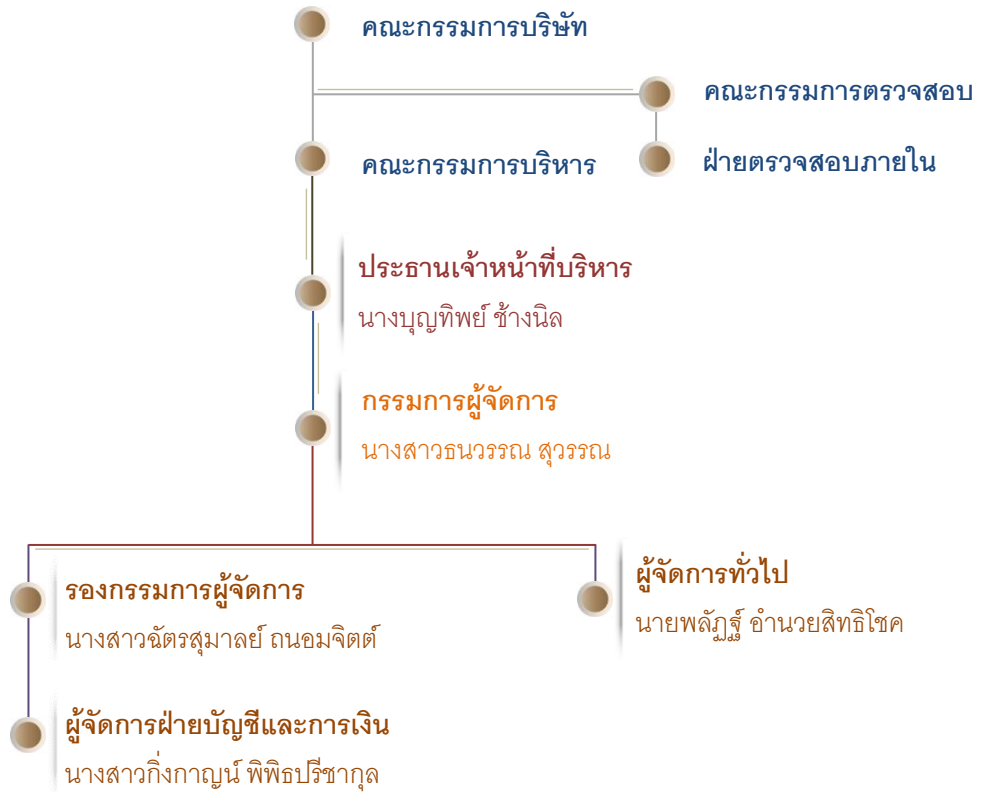 คณะกรรมการบริษัท
คณะกรรมการตรวจสอบ
คณะกรรมการบริหาร
ฝ่ายตรวจสอบภายใน
ประธานเจ้าหน้าที่บริหาร
นางบุญทิพย์ ช้างนิล
กรรมการผู้จัดการ
นางสาวธนวรรณ สุวรรณ
รองกรรมการผู้จัดการ
นางสาวฉัตรสุมาลย์ ถนอมจิตต์
ผู้จัดการทั่วไป
นายพลัฏฐ์ อำนวยสิทธิโชค
ผู้จัดการฝ่ายบัญชีและการเงิน
นางสาวกิ่งกาญน์ พิพิธปรีชากุล